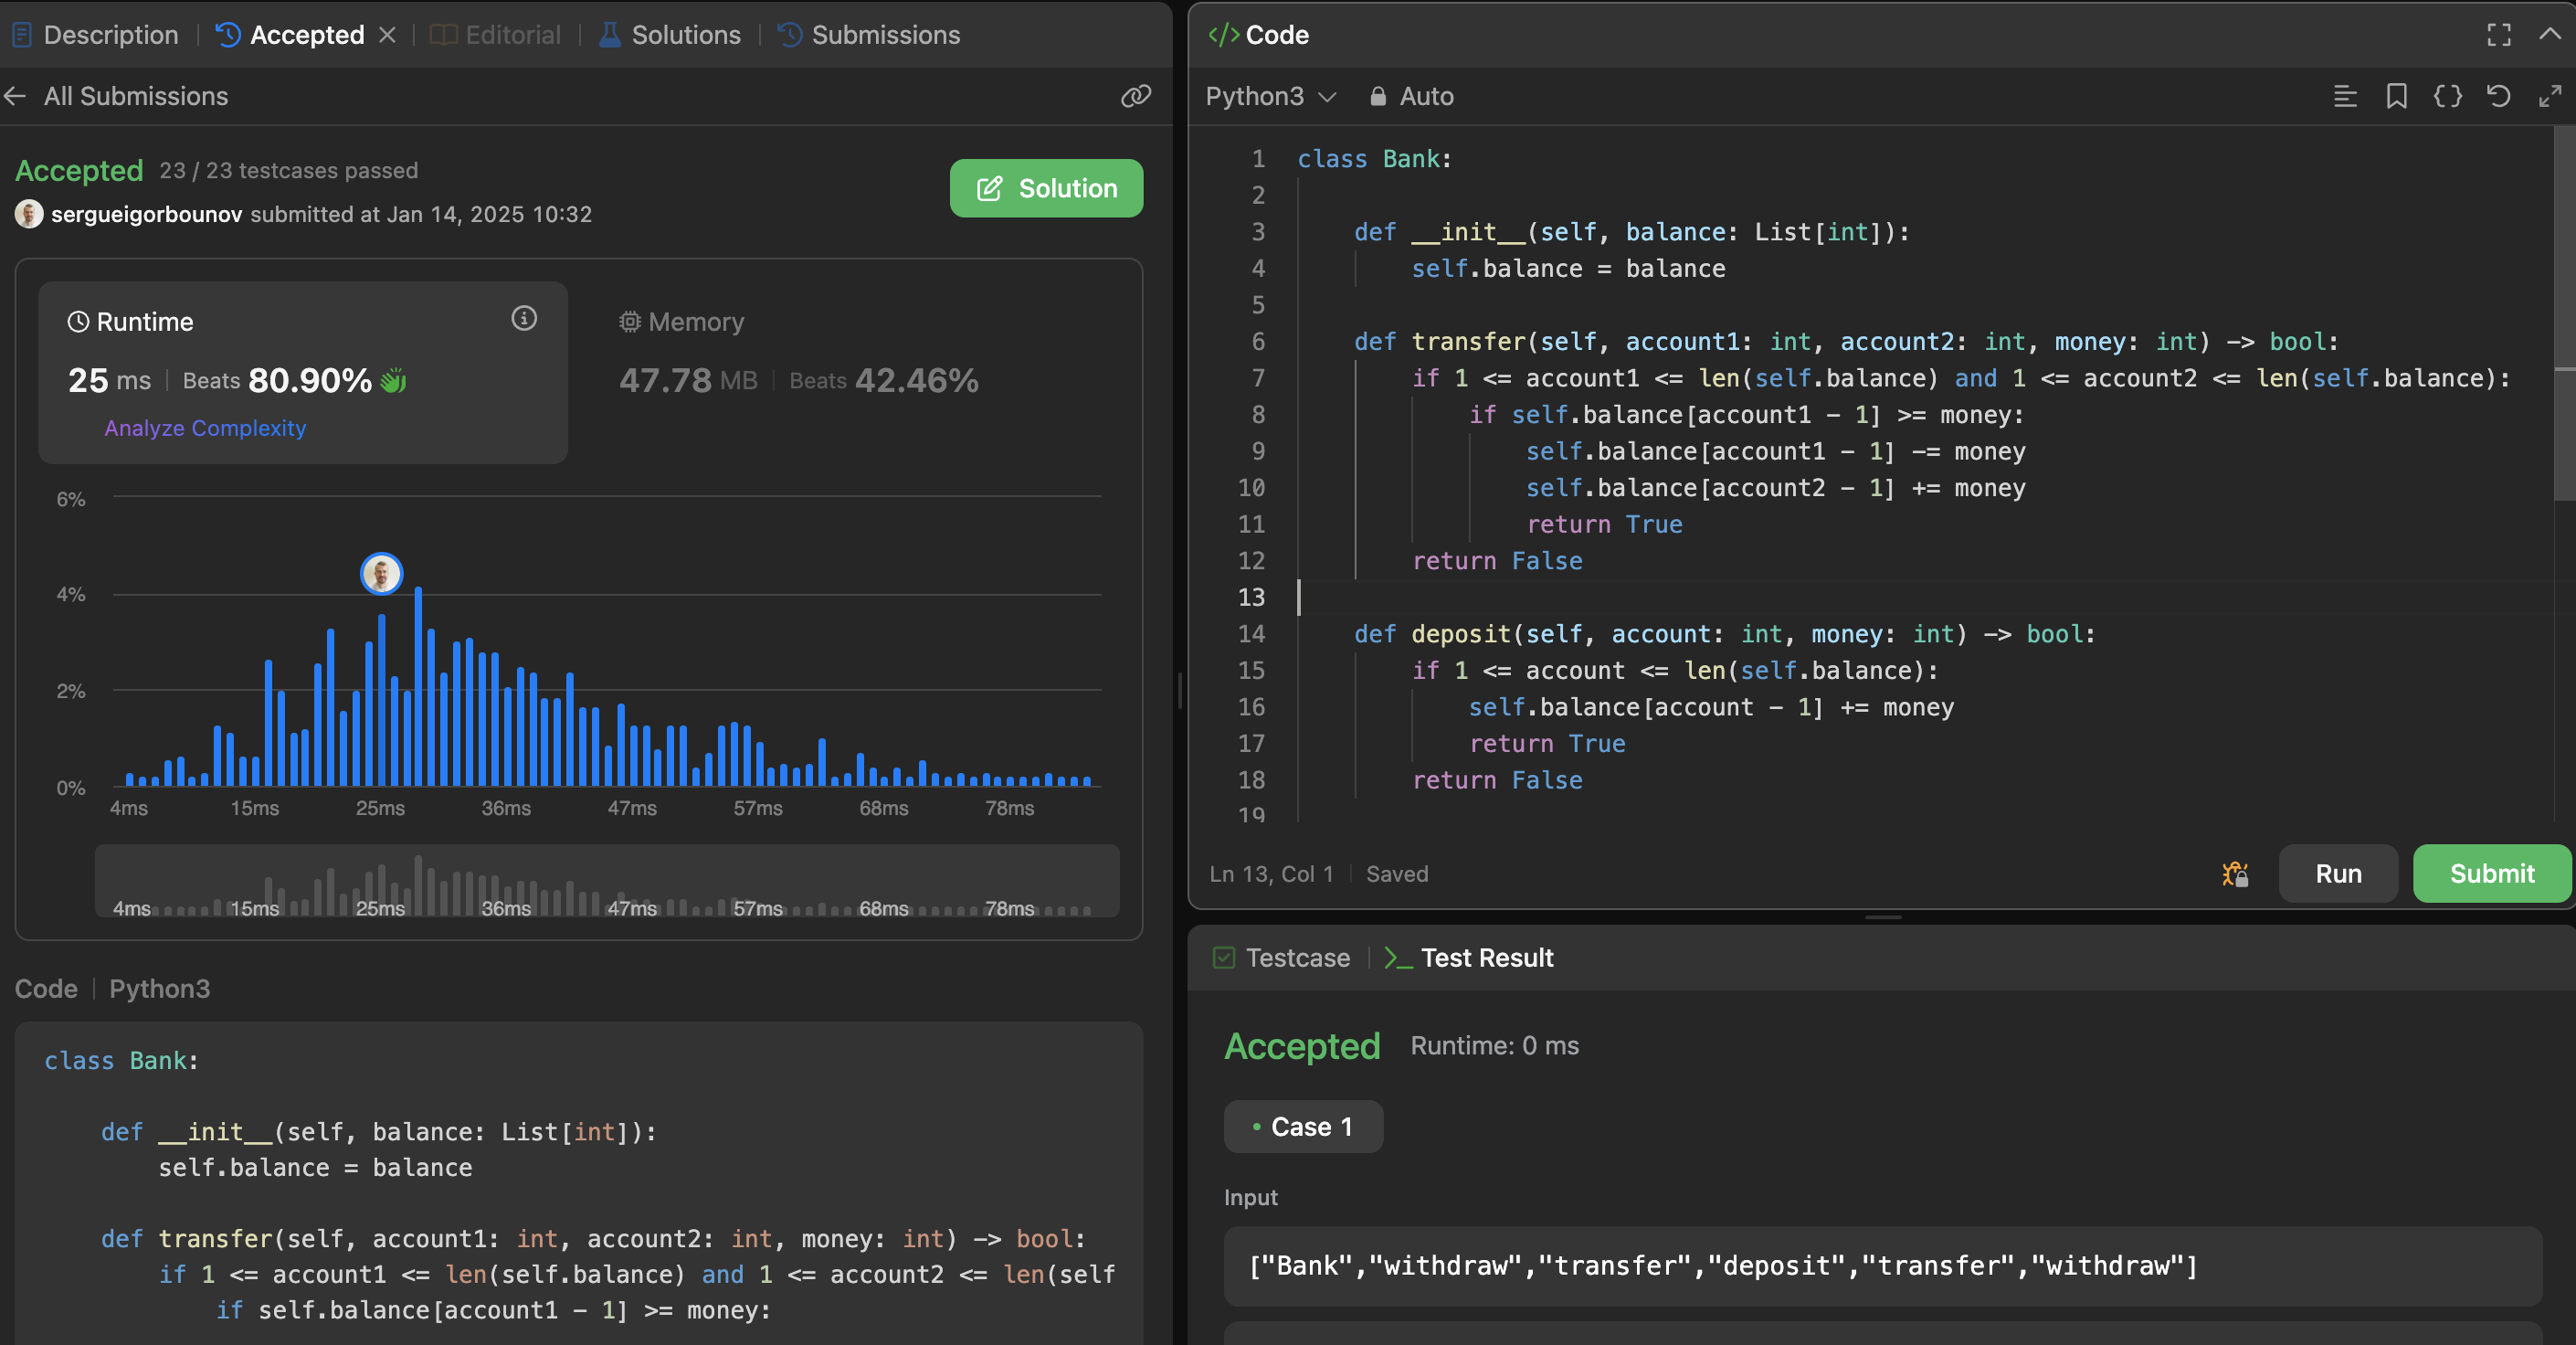 Description
Accepted
Editorial
Solutions
Submissions
All Submissions
Accepted 23 / 23 testcases passed
sergueigorbounov submitted at Jan 14, 2025 10:32
Solution
Runtime
25 ms Beats 80.90%
Analyze Complexity
Memory
47.78 MB Beats 42.46%
6%
4%
2%
0%
4ms 15ms 25ms 36ms 47ms 57ms 68ms 78ms
4ms 15ms 25ms 36ms 47ms 57ms 68ms 78ms
Code Python3
class Bank:
def __init__(self, balance: List[int]):
self.balance = balance
def transfer(self, account1: int, account2: int, money: int) -> bool:
if 1 <= account1 <= len(self.balance) and 1 <= account2 <= len(self
if self.balance[account1 - 1] >= money:
</> Code
Python3 Auto
1 class Bank:
2
3 def __init__(self, balance: List[int]):
4 self.balance = balance
5
6 def transfer(self, account1: int, account2: int, money: int) -> bool:
7 if 1 <= account1 <= len(self.balance) and 1 <= account2 <= len(self.balance):
8 if self.balance[account1 - 1] >= money:
9 self.balance[account1 - 1] -= money
10 self.balance[account2 - 1] += money
11 return True
12 return False
13
14 def deposit(self, account: int, money: int) -> bool:
15 if 1 <= account <= len(self.balance):
16 self.balance[account - 1] += money
17 return True
18 return False
19
Ln 13, Col 1 Saved
Run
Submit
Testcase
Test Result
Accepted Runtime: 0 ms
Case 1
Input
["Bank","withdraw","transfer","deposit","transfer","withdraw"]